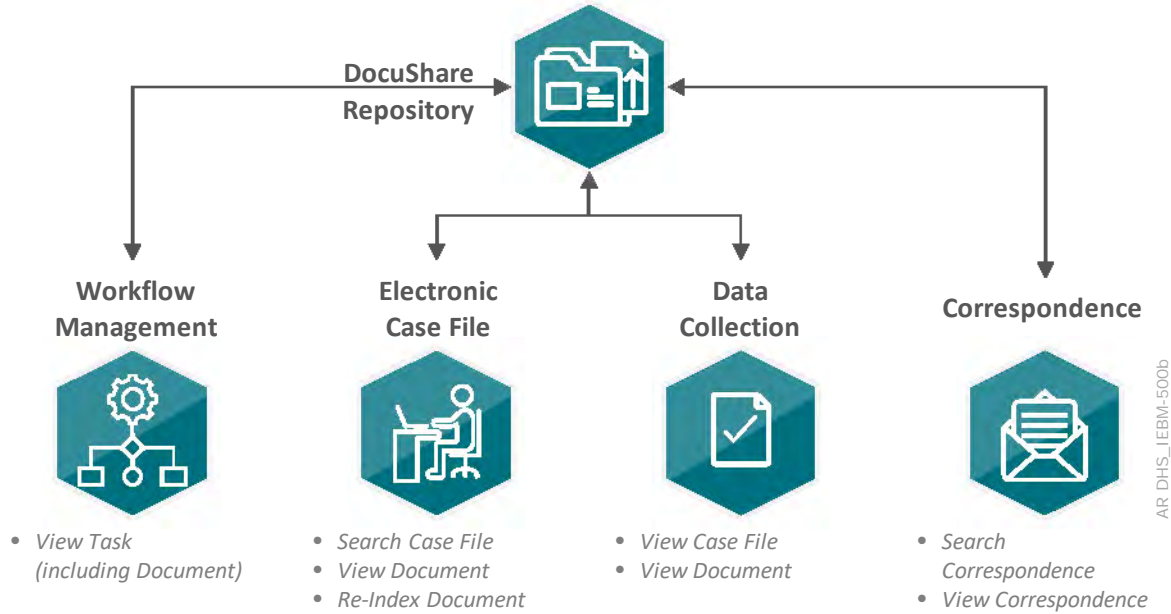 DocuShare
Repository
Workflow
Management
Electronic
Case File
Data
Collection
Correspondence
• View Task
(including Document)
• Search Case File
• View Document
• Re-Index Document
• View Case File
• View Document
• Search
Correspondence
• View Correspondence
AR DHS_IEBM-500b